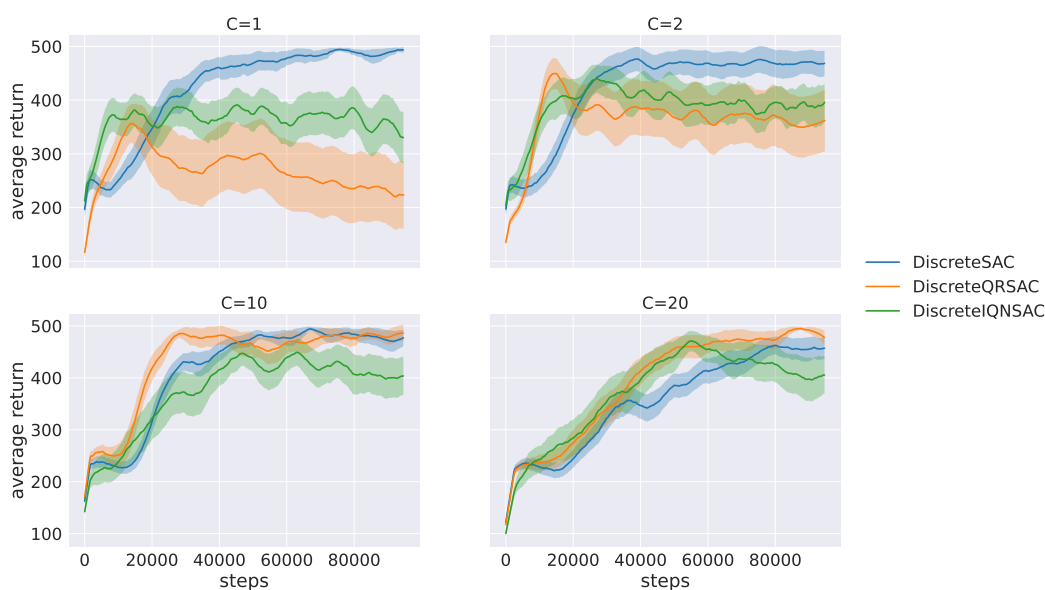 C=1
C=2
500
400
300
200
100
average return
500
400
300
200
100
average return
DiscreteSAC
DiscreteQRSAC
DiscreteIQNSAC
C=10
C=20
0 20000 40000 60000 80000
steps
0 20000 40000 60000 80000
steps